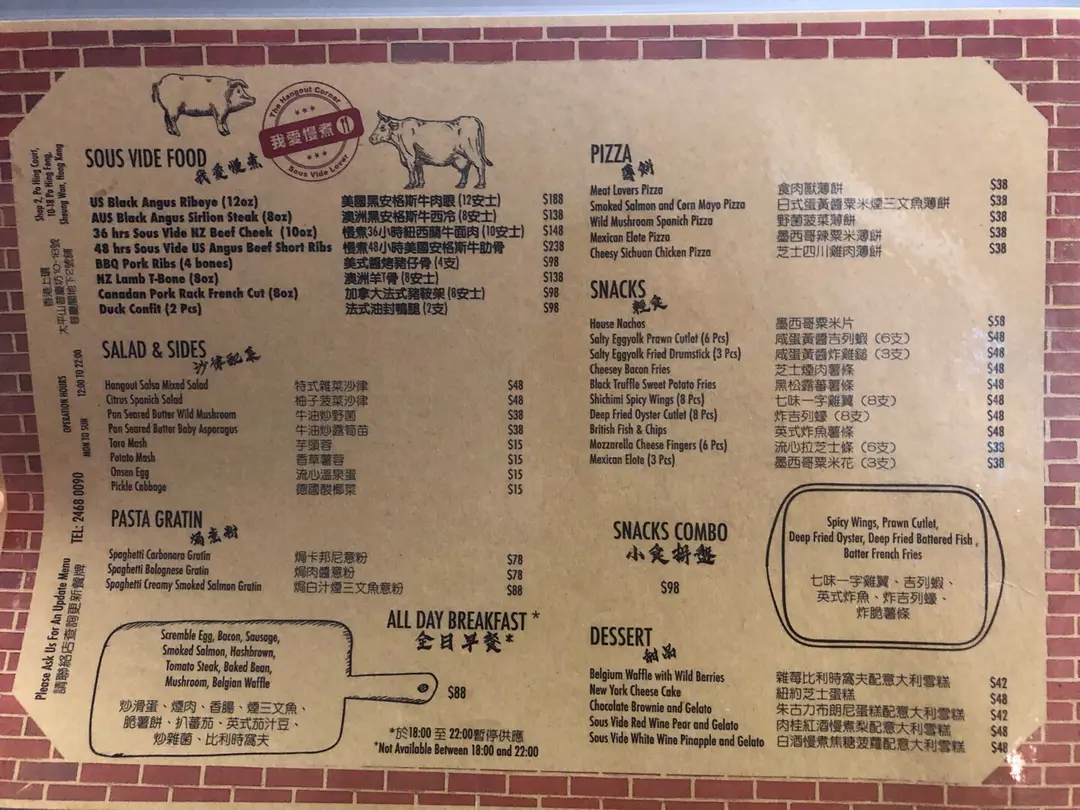 The Hangout Corner
我愛慢煮
Sous Vide Lover
Shop 2, Po Hing Court,
10-18 Po Hing Fong,
Sheung Wan, Hong Kong
香港上環
太平山普慶坊10-18號
普慶閣地下2號舖
OPERATION HOURS
MON TO SUN 12:00 TO 22:00
TEL: 2468 0090
Please Ask Us For An Update Menu
請聯絡店查詢更新餐牌
SOUS VIDE FOOD
我愛慢煮
US Black Angus Ribeye (12oz) 美國黑安格斯牛肉眼 (12安士) $188
AUS Black Angus Sirlion Steak (8oz) 澳洲黑安格斯牛西冷 (8安士) $138
36 hrs Sous Vide NZ Beef Cheek (10oz) 慢煮36小時紐西蘭牛面肉 (10安士) $148
48 hrs Sous Vide US Angus Beef Short Ribs 慢煮48小時美國安格斯牛肋骨 $238
BBQ Pork Ribs (4 bones) 美式醬烤豬仔骨 (4支) $98
NZ Lamb T-Bone (8oz) 澳洲羊T骨 (8安士) $138
Canadan Pork Rack French Cut (8oz) 加拿大法式豬鞍架 (8安士) $98
Duck Confit (2 Pcs) 法式油封鴨腿 (2支) $98
SALAD & SIDES
沙律配菜
Hangout Salsa Mixed Salad 特式雜菜沙律 $48
Citrus Spanich Salad 柚子菠菜沙律 $48
Pan Seared Butter Wild Mushroom 牛油炒野菌 $38
Pan Seared Butter Baby Asparagus 牛油炒露筍苗 $38
Taro Mash 芋頭蓉 $15
Potato Mash 香草薯蓉 $15
Onsen Egg 流心溫泉蛋 $15
Pickle Cabbage 德國酸椰菜 $15
PASTA GRATIN
焗意粉
Spaghetti Carbonara Gratin 焗卡邦尼意粉 $78
Spaghetti Bolognese Gratin 焗肉醬意粉 $78
Spaghetti Creamy Smoked Salmon Gratin 焗白汁煙三文魚意粉 $88
ALL DAY BREAKFAST *
全日早餐*
Scremble Egg, Bacon, Sausage,
Smoked Salmon, Hashbrown,
Tomato Steak, Baked Bean,
Mushroom, Belgian Waffle
炒滑蛋、煙肉、香腸、煙三文魚、
脆薯餅、扒蕃茄、英式茄汁豆、
炒雜菌、比利時窩夫
$88
*於18:00 至 22:00暫停供應
*Not Available Between 18:00 and 22:00
PIZZA
薄餅
Meat Lovers Pizza 食肉獸薄餅 $38
Smoked Salmon and Corn Mayo Pizza 日式蛋黃醬粟米煙三文魚薄餅 $38
Wild Mushroom Spanich Pizza 野菌菠菜薄餅 $38
Mexican Elote Pizza 墨西哥辣粟米薄餅 $38
Cheesy Sichuan Chicken Pizza 芝士四川雞肉薄餅 $38
SNACKS
輕食
House Nachos 墨西哥粟米片 $58
Salty Eggyolk Prawn Cutlet (6 Pcs) 咸蛋黃醬吉列蝦 (6支) $48
Salty Eggyolk Fried Drumstick (3 Pcs) 咸蛋黃醬炸雞鎚 (3支) $48
Cheesey Bacon Fries 芝士煙肉薯條 $48
Black Truffle Sweet Potato Fries 黑松露蕃薯條 $48
Shichimi Spicy Wings (8 Pcs) 七味一字雞翼 (8支) $48
Deep Fried Oyster Cutlet (8 Pcs) 炸吉列蠔 (8支) $48
British Fish & Chips 英式炸魚薯條 $48
Mozzarella Cheese Fingers (6 Pcs) 流心拉芝士條 (6支) $38
Mexican Elote (3 Pcs) 墨西哥粟米花 (3支) $38
SNACKS COMBO
小食拼盤
$98
Spicy Wings, Prawn Cutlet,
Deep Fried Oyster, Deep Fried Battered Fish ,
Batter French Fries
七味一字雞翼、吉列蝦、
英式炸魚、炸吉列蠔、
炸脆薯條
DESSERT
甜品
Belgium Waffle with Wild Berries 雜莓比利時窩夫配意大利雪糕 $42
New York Cheese Cake 紐約芝士蛋糕 $48
Chocolate Brownie and Gelato 朱古力布朗尼蛋糕配意大利雪糕 $42
Sous Vide Red Wine Pear and Gelato 肉桂紅酒慢煮梨配意大利雪糕 $48
Sous Vide White Wine Pinapple and Gelato 白酒慢煮焦糖菠蘿配意大利雪糕 $48